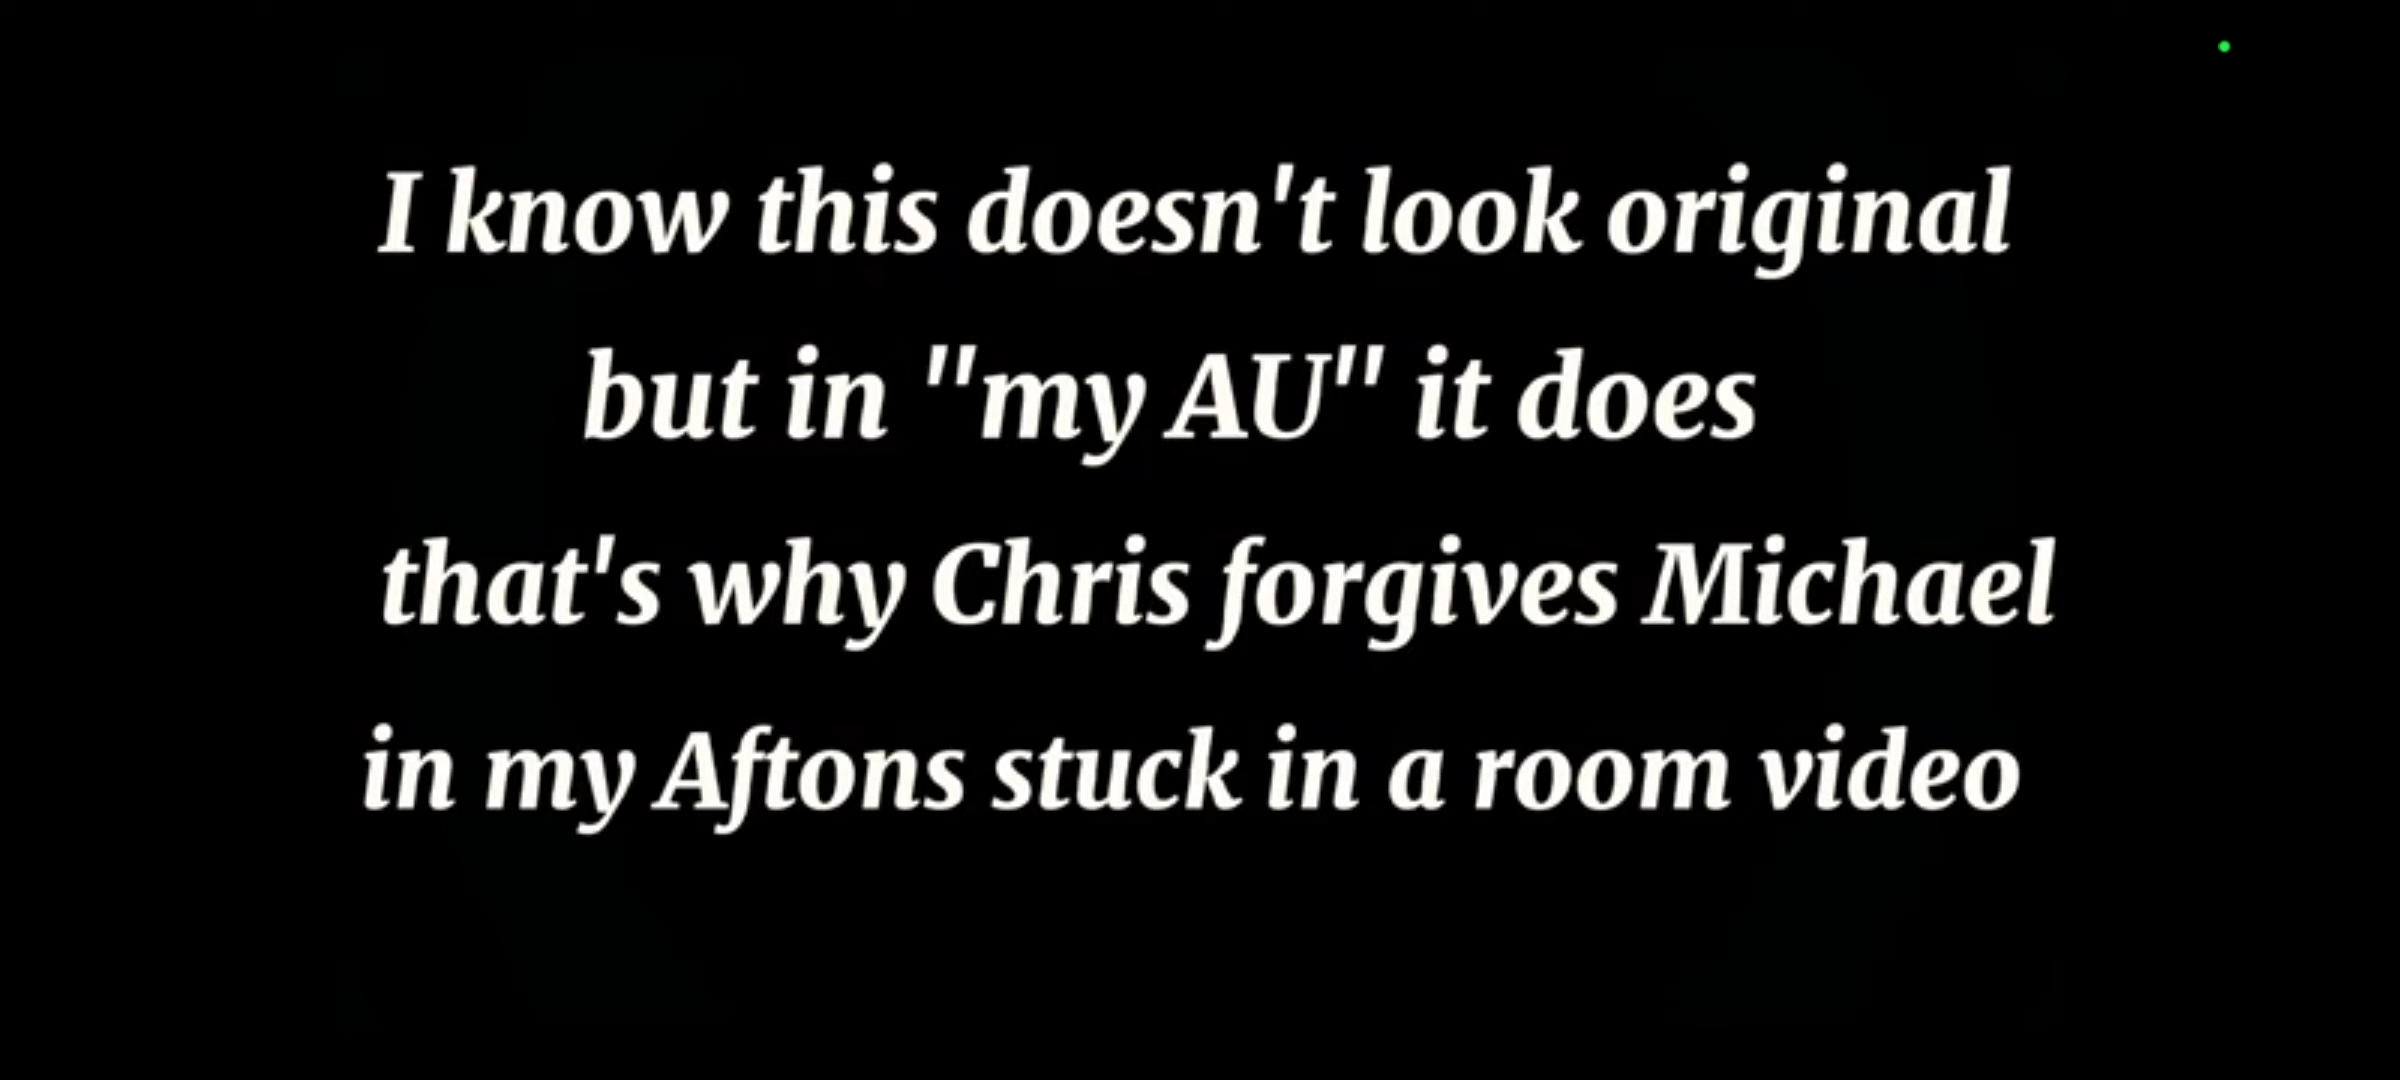 I know this doesn't look original
but in "my AU" it does
that's why Chris forgives Michael
in my Aftons stuck in a room video